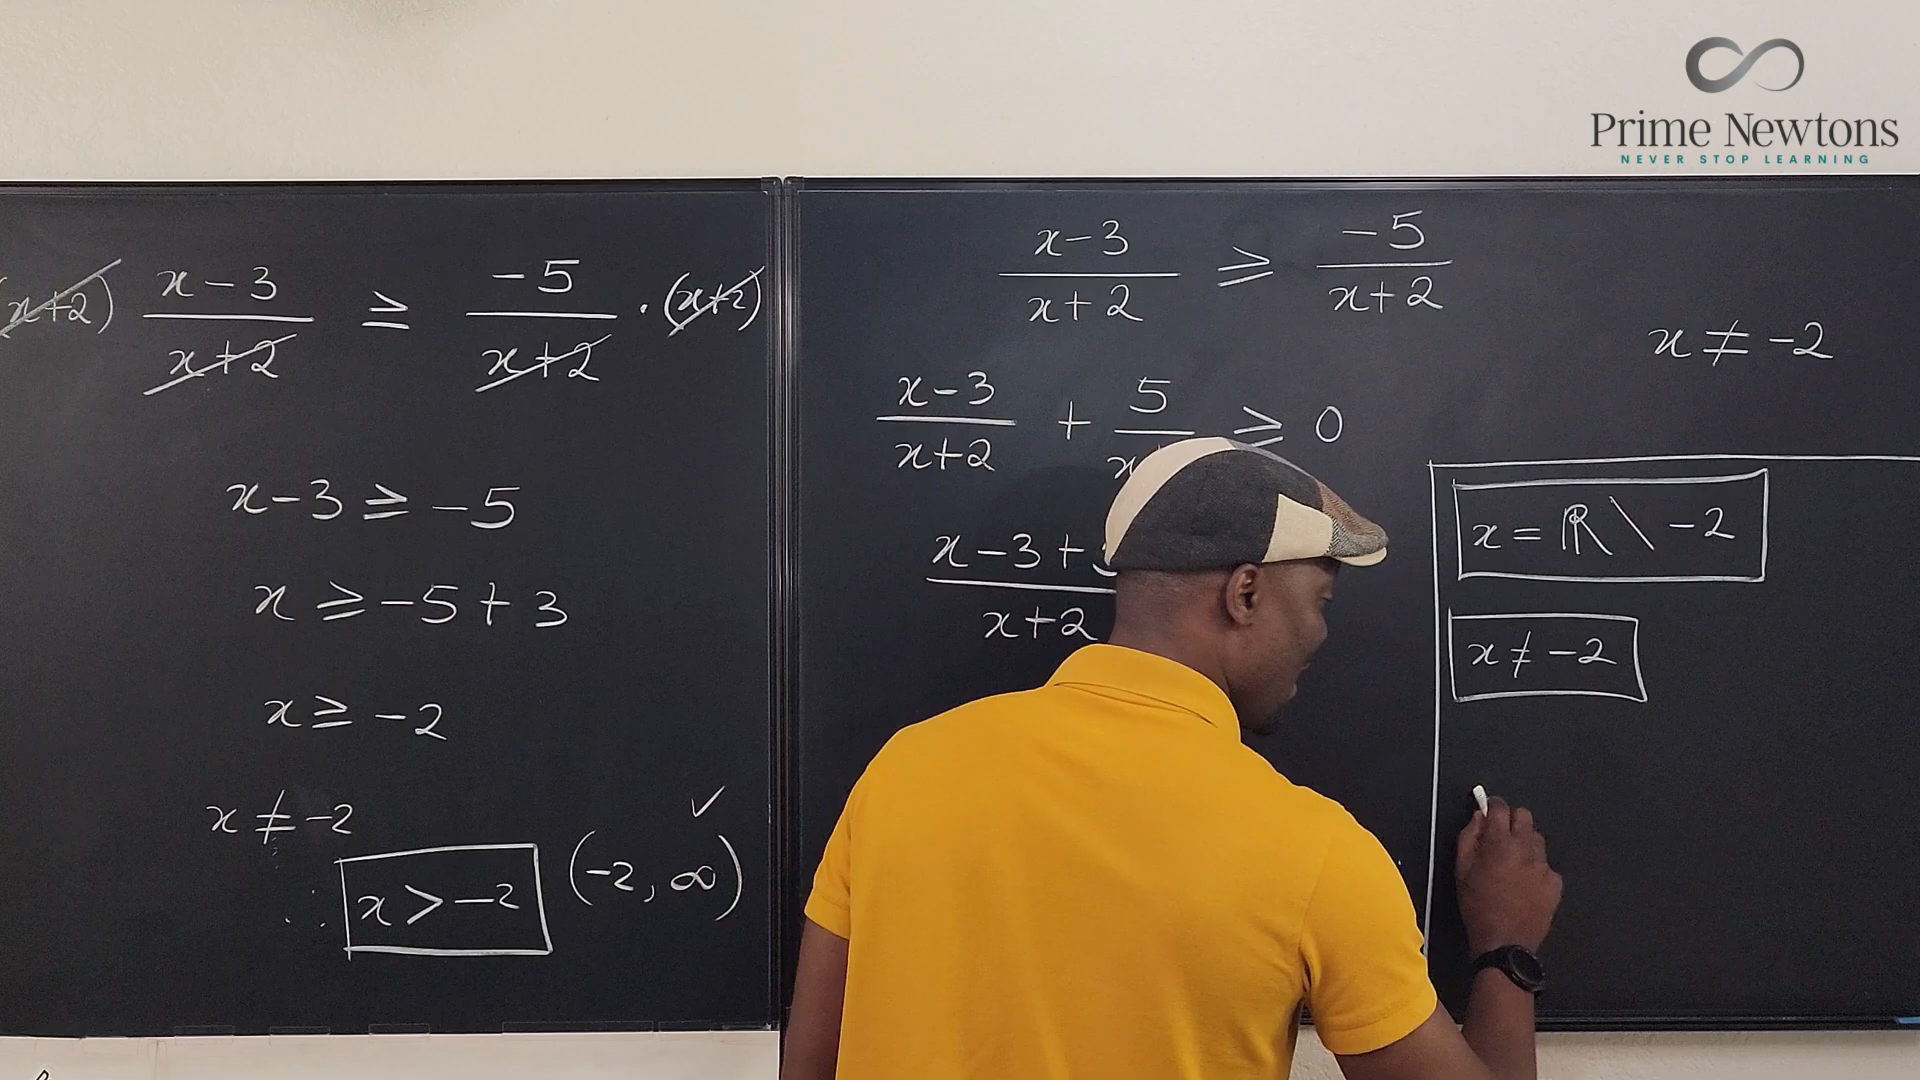 Prime Newtons
NEVER STOP LEARNING
(x+2) x-3/x+2 ≥ -5/x+2 · (x+2)
x-3 ≥ -5
x ≥ -5+3
x ≥ -2
x ≠ -2
∴ x > -2 (-2, ∞) ✓
x-3/x+2 ≥ -5/x+2
x ≠ -2
x-3/x+2 + 5/x ≥ 0
x-3+
x+2
x = ℝ \ -2
x ≠ -2